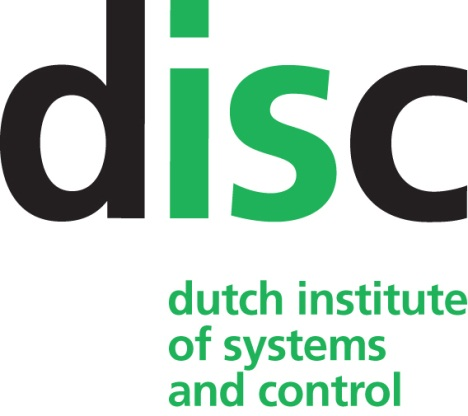 disc
dutch institute
of systems
and control